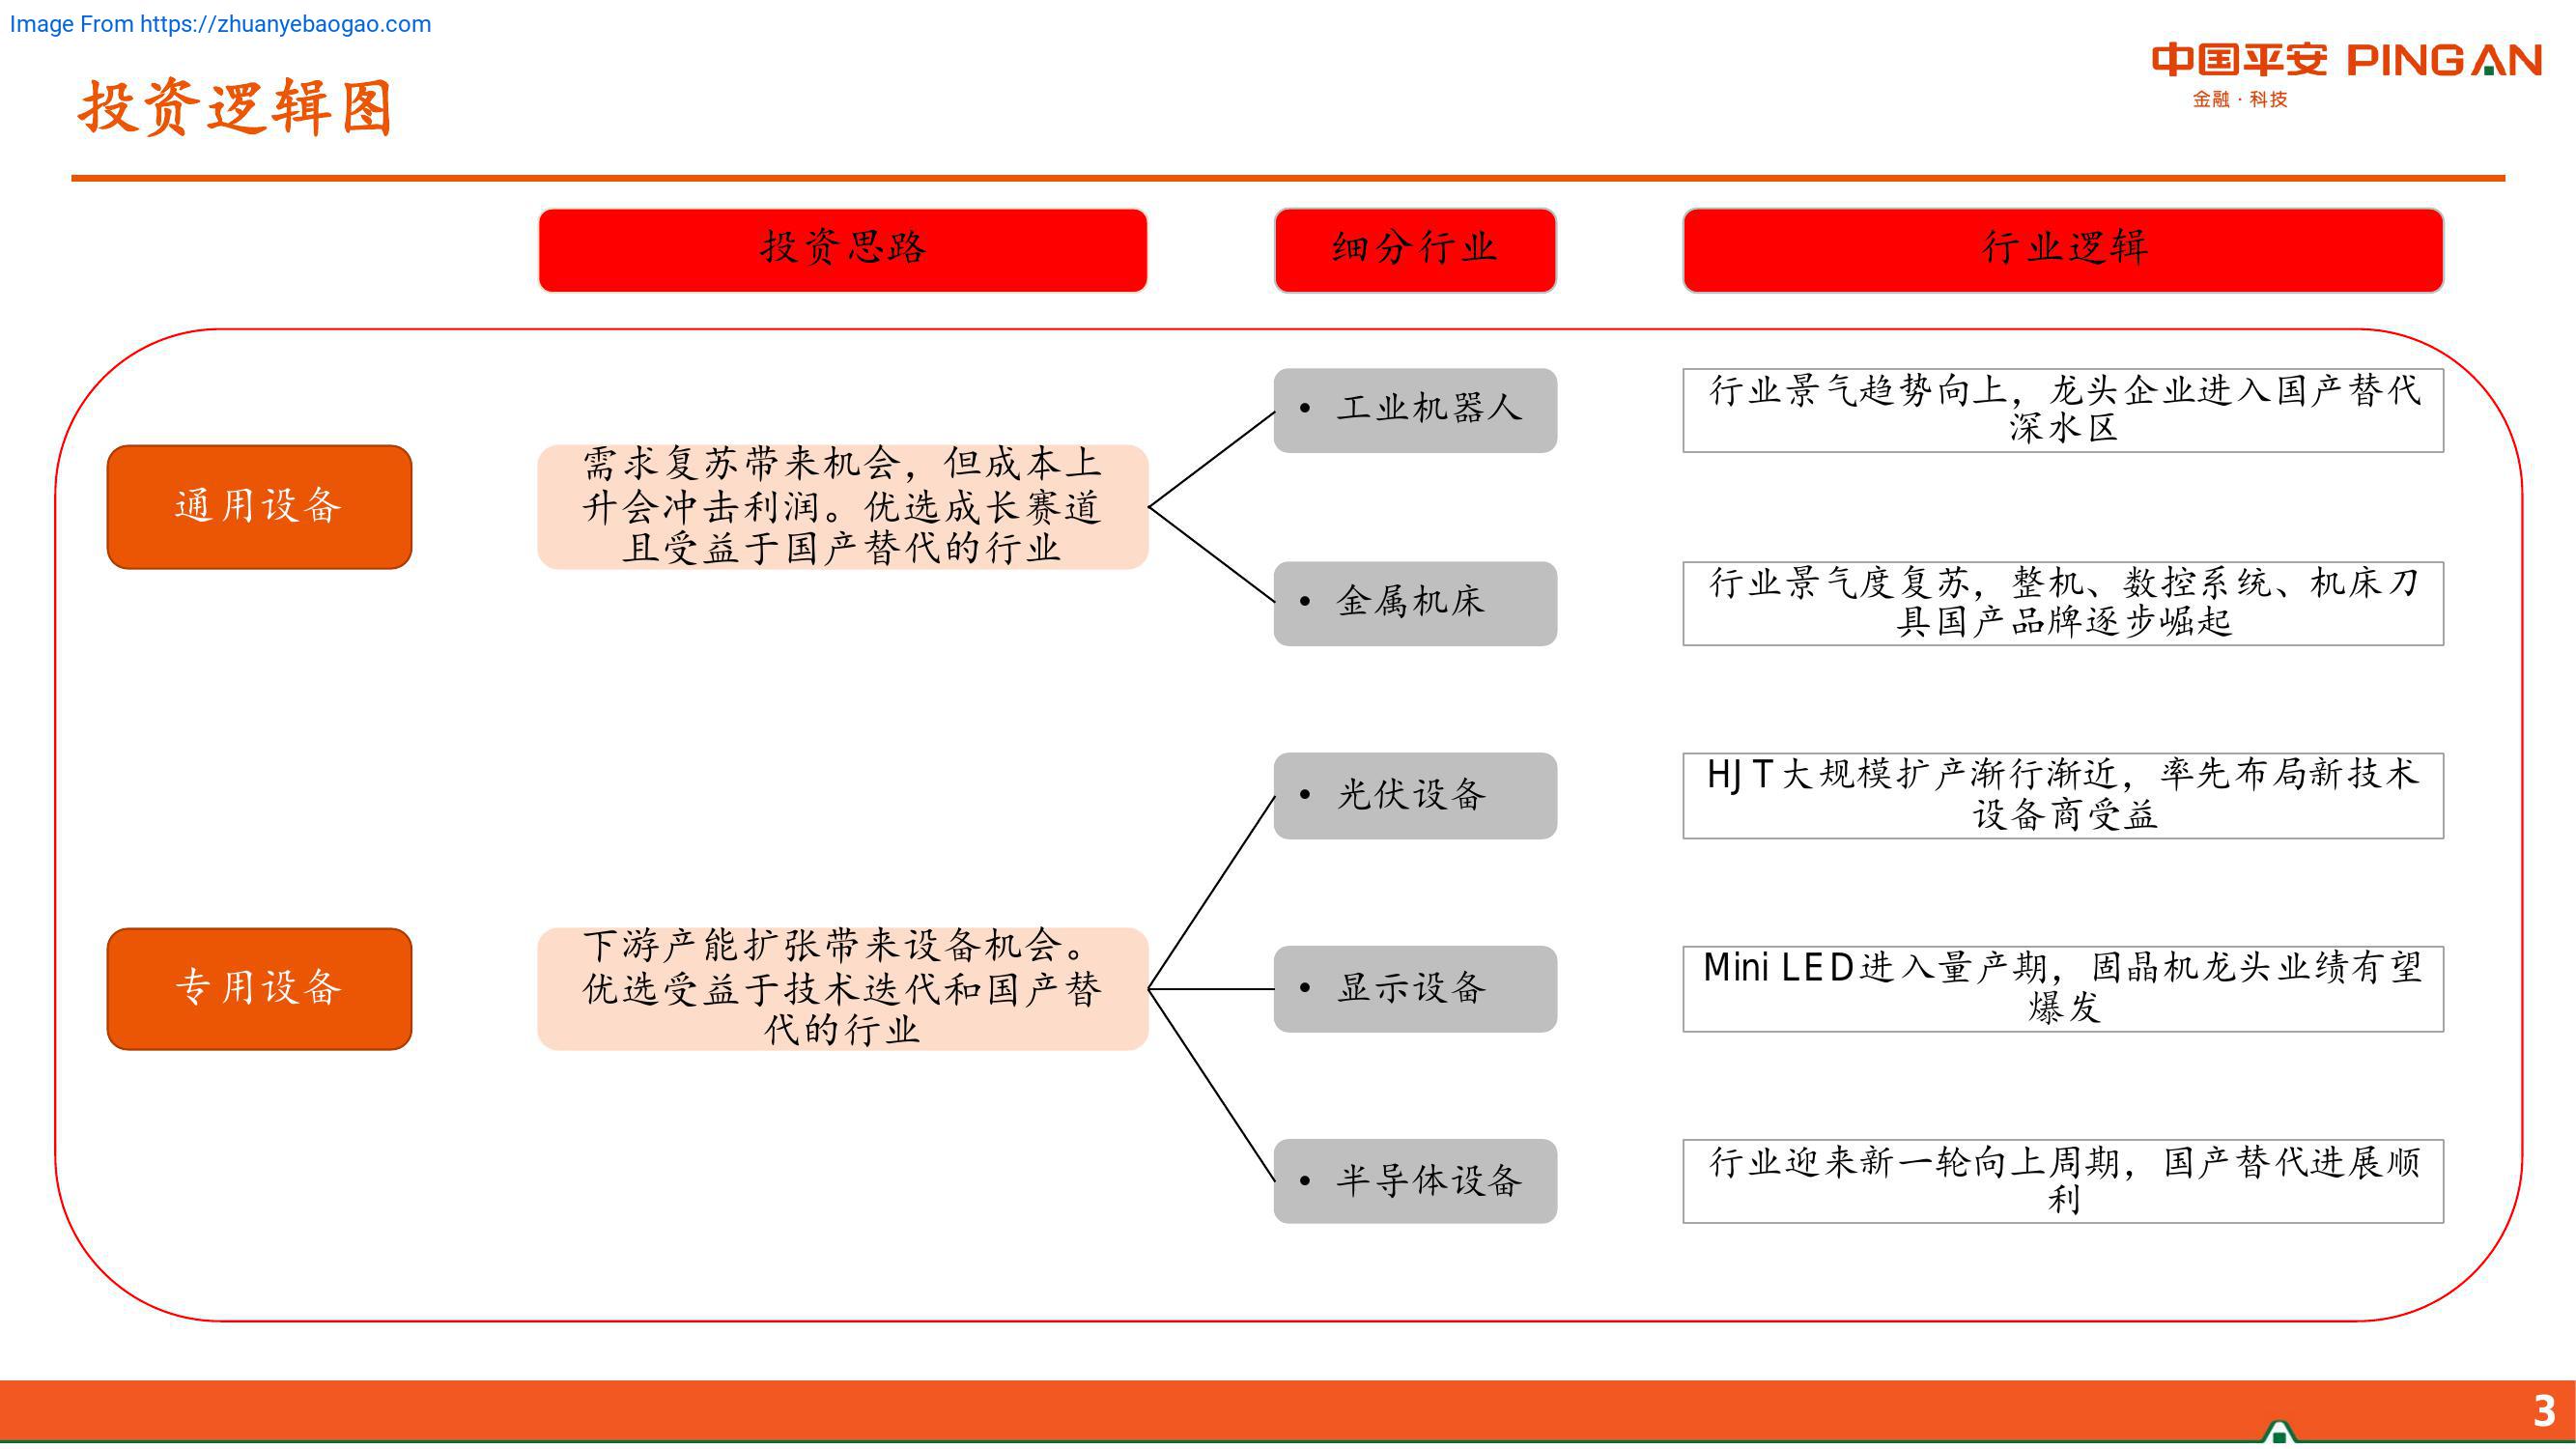 Image From https://zhuanyebaogao.com
中国平安 PINGAN
金融·科技
投资逻辑图
投资思路
细分行业
行业逻辑
通用设备
需求复苏带来机会，但成本上
升会冲击利润。优选成长赛道
且受益于国产替代的行业
• 工业机器人
行业景气趋势向上，龙头企业进入国产替代
深水区
• 金属机床
行业景气度复苏，整机、数控系统、机床刀
具国产品牌逐步崛起
专用设备
下游产能扩张带来设备机会。
优选受益于技术迭代和国产替
代的行业
• 光伏设备
HJT大规模扩产渐行渐近，率先布局新技术
设备商受益
• 显示设备
Mini LED进入量产期，固晶机龙头业绩有望
爆发
• 半导体设备
行业迎来新一轮向上周期，国产替代进展顺
利
3